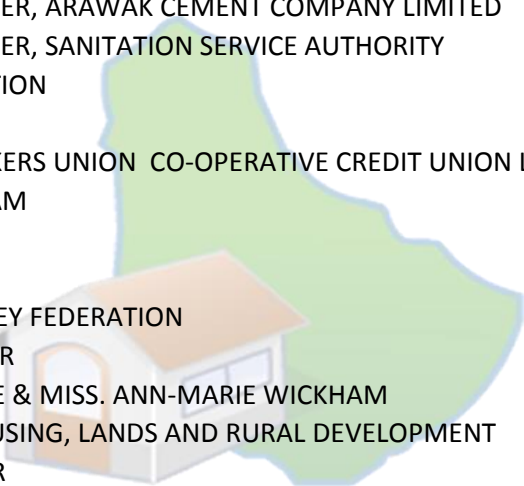 ER, ARAWAK CEMENT COMPANY LIMITED
ER, SANITATION SERVICE AUTHORITY
TION
KERS UNION CO-OPERATIVE CREDIT UNION L
AM
EY FEDERATION
R
E & MISS. ANN-MARIE WICKHAM
USING, LANDS AND RURAL DEVELOPMENT
R